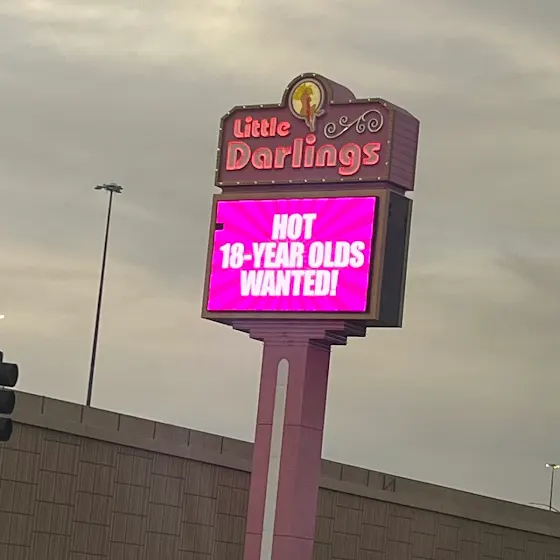 Little
Darlings
HOT
18-YEAR OLDS
WANTED!